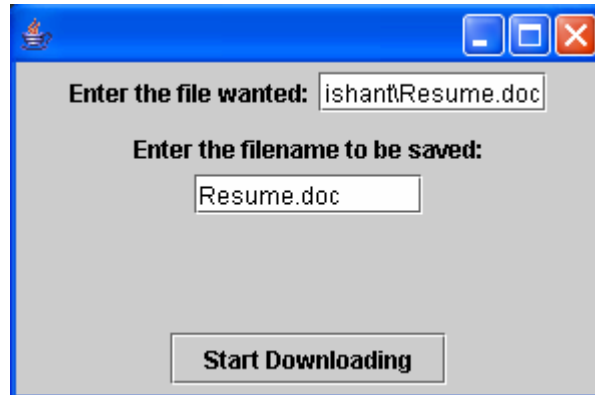 Enter the file wanted: ishant\Resume.doc
Enter the filename to be saved:
Resume.doc
Start Downloading